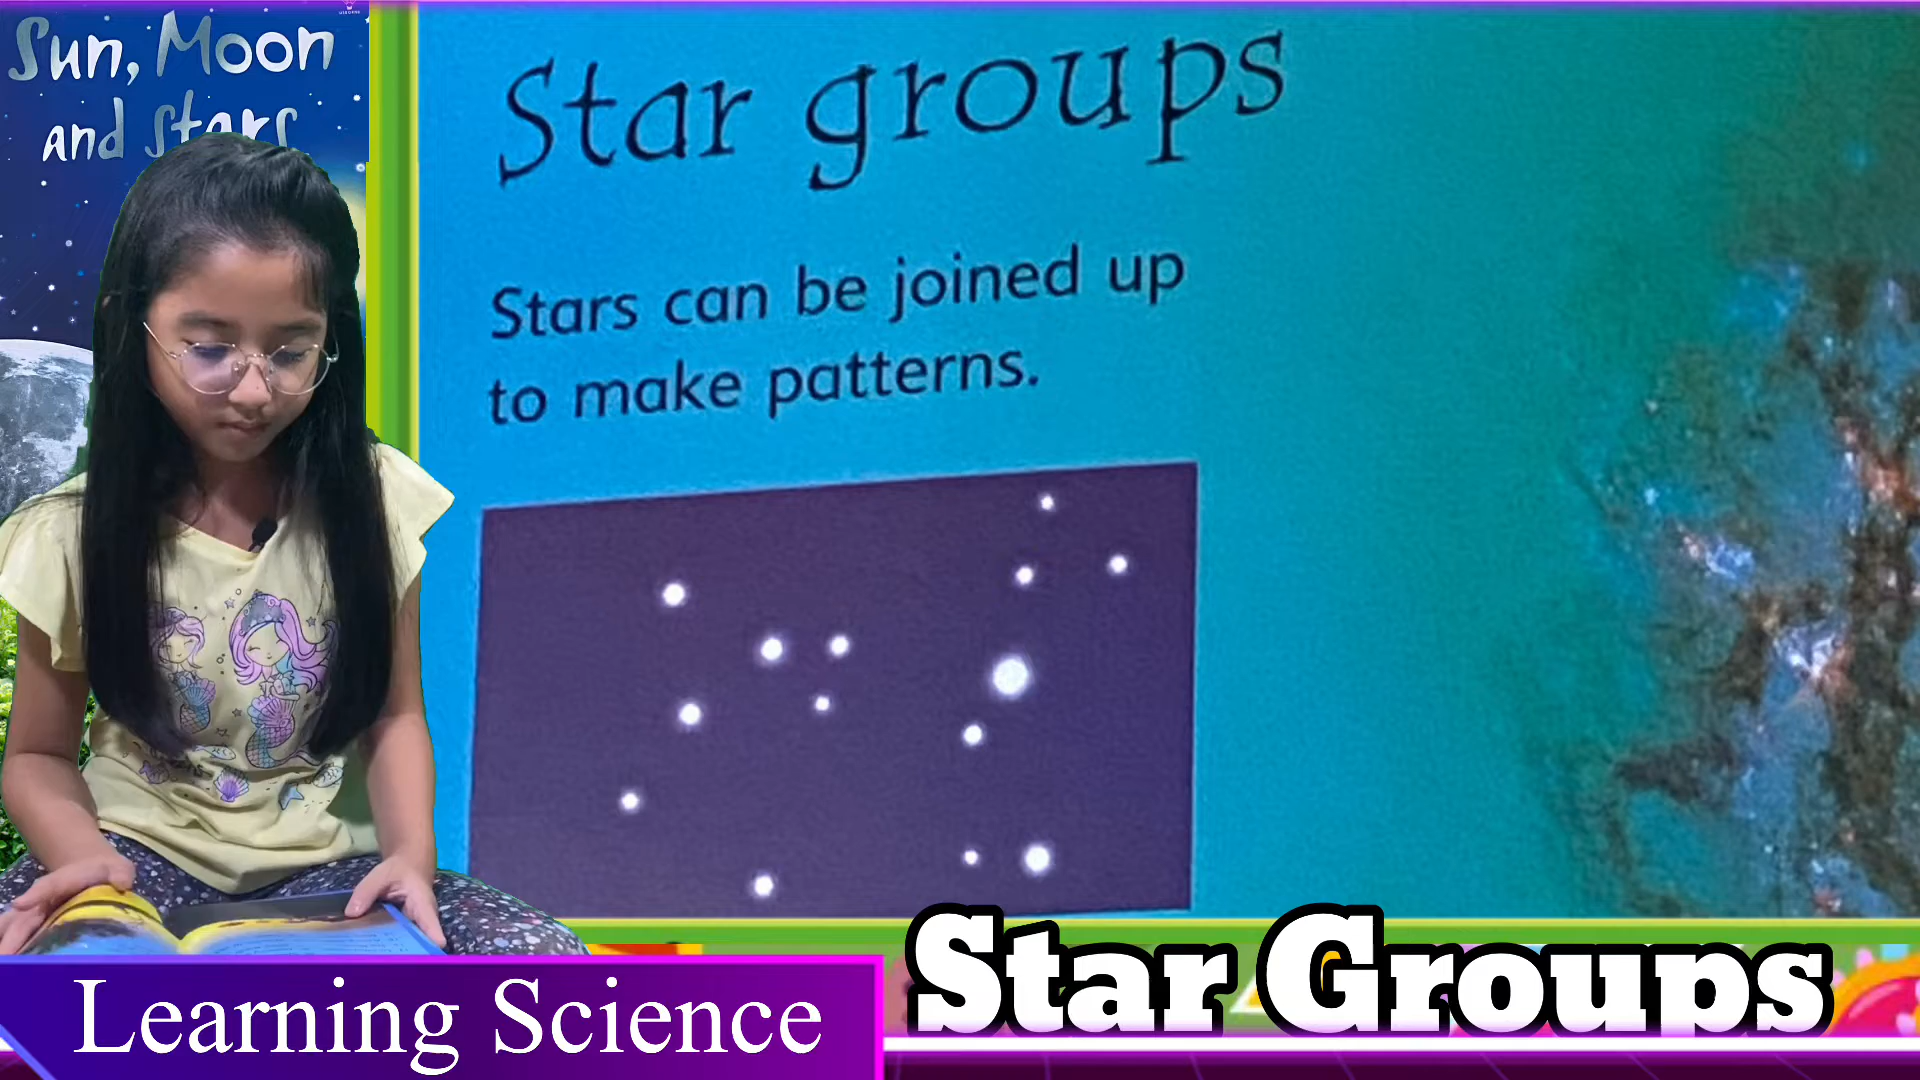 Sun, Moon
and Stars
Star groups
Stars can be joined up
to make patterns.
Star Groups
Learning Science